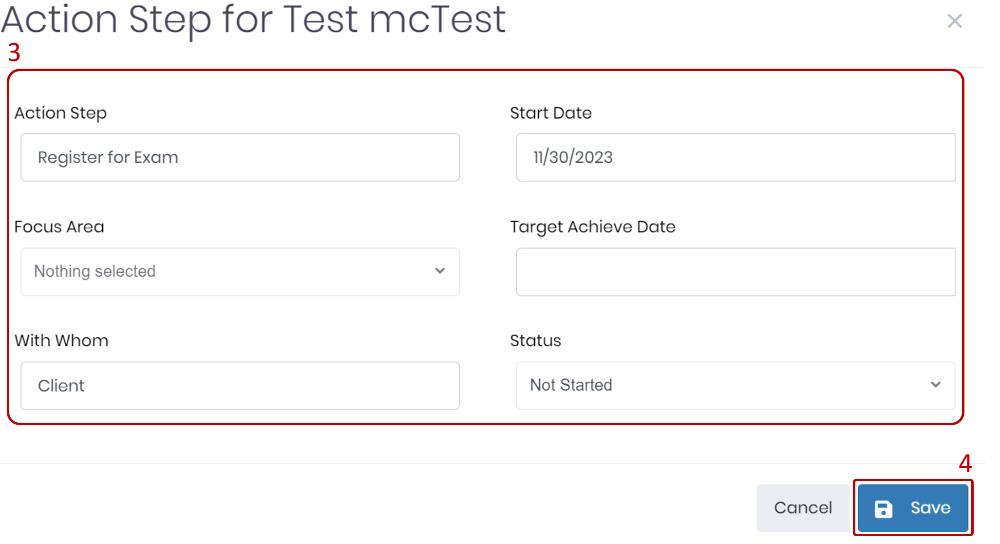 Action Step for Test mcTest
3
Action Step
Start Date
Register for Exam
11/30/2023
Focus Area
Target Achieve Date
Nothing selected
With Whom
Status
Client
Not Started
4
Cancel
Save